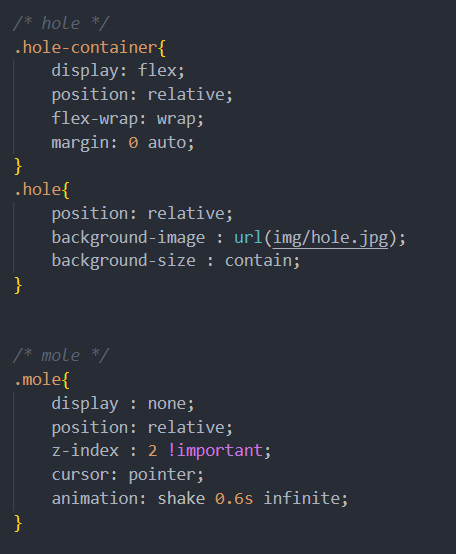 /* hole */
.hole-container{
    display: flex;
    position: relative;
    flex-wrap: wrap;
    margin: 0 auto;
}
.hole{
    position: relative;
    background-image : url(img/hole.jpg);
    background-size : contain;
}
/* mole */
.mole{
    display : none;
    position: relative;
    z-index : 2 !important;
    cursor: pointer;
    animation: shake 0.6s infinite;
}